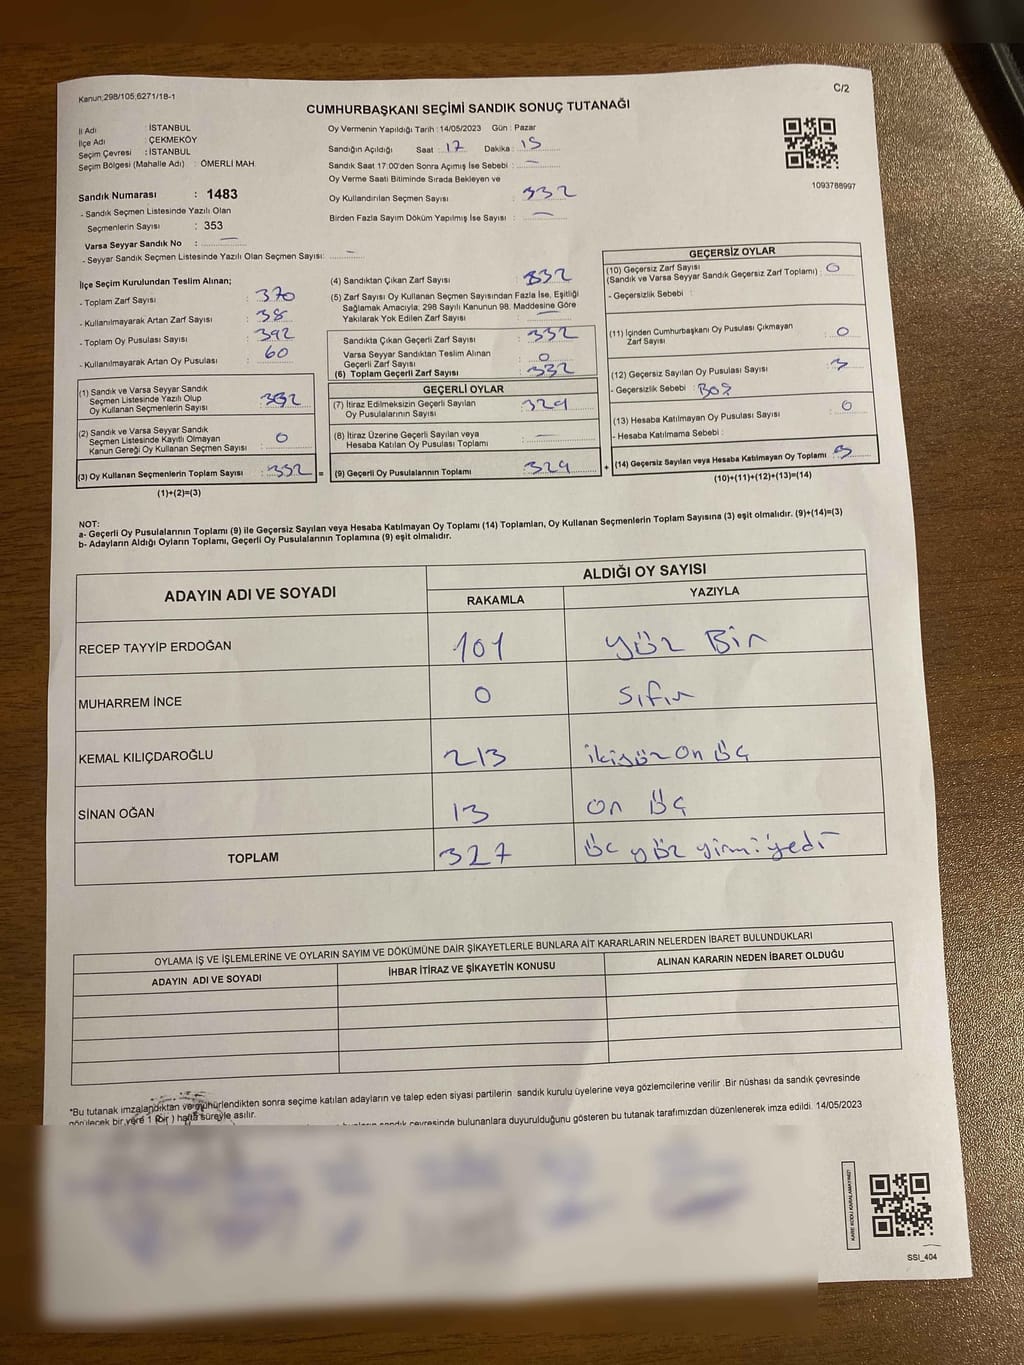 Kanun;298/105,6271/18-1
C/2
CUMHURBAŞKANI SEÇİMİ SANDIK SONUÇ TUTANAĞI
İl Adı : İSTANBUL
İlçe Adı : ÇEKMEKÖY
Seçim Çevresi : İSTANBUL
Seçim Bölgesi (Mahalle Adı) : ÖMERLİ MAH.
Sandık Numarası : 1483
- Sandık Seçmen Listesinde Yazılı Olan
Seçmenlerin Sayısı : 353
Varsa Seyyar Sandık No : —
- Seyyar Sandık Seçmen Listesinde Yazılı Olan Seçmen Sayısı: —
Oy Vermenin Yapıldığı Tarih : 14/05/2023 Gün : Pazar
Sandığın Açıldığı Saat : 17 Dakika : 15
Sandık Saat 17:00'den Sonra Açımış İse Sebebi : —
Oy Verme Saati Bitiminde Sırada Bekleyen ve
Oy Kullandırılan Seçmen Sayısı : 332
Birden Fazla Sayım Döküm Yapılmış İse Sayısı : —
1093788997
İlçe Seçim Kurulundan Teslim Alınan;
- Toplam Zarf Sayısı : 370
- Kullanılmayarak Artan Zarf Sayısı : 38
- Toplam Oy Pusulası Sayısı : 392
- Kullanılmayarak Artan Oy Pusulası : 60
(1) Sandık ve Varsa Seyyar Sandık
Seçmen Listesinde Yazılı Olup
Oy Kullanan Seçmenlerin Sayısı : 332
(2) Sandık ve Varsa Seyyar Sandık
Seçmen Listesinde Kayıtlı Olmayan
Kanun Gereği Oy Kullanan Seçmen Sayısı : 0
(3) Oy Kullanan Seçmenlerin Toplam Sayısı : 332 =
(1)+(2)=(3)
(4) Sandıktan Çıkan Zarf Sayısı : 332
(5) Zarf Sayısı Oy Kullanan Seçmen Sayısından Fazla İse, Eşitliği
Sağlamak Amacıyla; 298 Sayılı Kanunun 98. Maddesine Göre
Yakılarak Yok Edilen Zarf Sayısı : —
Sandıkta Çıkan Geçerli Zarf Sayısı : 332
Varsa Seyyar Sandıktan Teslim Alınan
Geçerli Zarf Sayısı : 0
(6) Toplam Geçerli Zarf Sayısı : 332
GEÇERLİ OYLAR
(7) İtiraz Edilmeksizin Geçerli Sayılan
Oy Pusulalarının Sayısı : 329
(8) İtiraz Üzerine Geçerli Sayılan veya
Hesaba Katılan Oy Pusulası Toplamı : —
(9) Geçerli Oy Pusulalarının Toplamı : 329 +
GEÇERSİZ OYLAR
(10) Geçersiz Zarf Sayısı
(Sandık ve Varsa Seyyar Sandık Geçersiz Zarf Toplamı) : 0
- Geçersizlik Sebebi :
(11) İçinden Cumhurbaşkanı Oy Pusulası Çıkmayan
Zarf Sayısı : 0
(12) Geçersiz Sayılan Oy Pusulası Sayısı : 3
- Geçersizlik Sebebi : BOŞ
(13) Hesaba Katılmayan Oy Pusulası Sayısı : 0
- Hesaba Katılmama Sebebi :
(14) Geçersiz Sayılan veya Hesaba Katılmayan Oy Toplamı : 3
(10)+(11)+(12)+(13)=(14)
NOT:
a- Geçerli Oy Pusulalarının Toplamı (9) ile Geçersiz Sayılan veya Hesaba Katılmayan Oy Toplamı (14) Toplamları, Oy Kullanan Seçmenlerin Toplam Sayısına (3) eşit olmalıdır. (9)+(14)=(3)
b- Adayların Aldığı Oyların Toplamı, Geçerli Oy Pusulalarının Toplamına (9) eşit olmalıdır.
ADAYIN ADI VE SOYADI
ALDIĞI OY SAYISI
RAKAMLA YAZIYLA
RECEP TAYYİP ERDOĞAN 101 yüz Bir
MUHARREM İNCE 0 Sıfır
KEMAL KILIÇDAROĞLU 213 ikiyüz on üç
SİNAN OĞAN 13 on üç
TOPLAM 327 üç yüz yirmi yedi
OYLAMA İŞ VE İŞLEMLERİNE VE OYLARIN SAYIM VE DÖKÜMÜNE DAİR ŞİKAYETLERLE BUNLARA AİT KARARLARIN NELERDEN İBARET BULUNDUKLARI
ADAYIN ADI VE SOYADI İHBAR İTİRAZ VE ŞİKAYETİN KONUSU ALINAN KARARIN NEDEN İBARET OLDUĞU
*Bu tutanak imzalandıktan ve mühürlendikten sonra seçime katılan adayların ve talep eden siyasi partilerin sandık kurulu üyelerine veya gözlemcilerine verilir .Bir nüshası da sandık çevresinde
görülecek bir yere 1 (bir ) hafta süreyle asılır.
sandık çevresinde bulunanlara duyurulduğunu gösteren bu tutanak tarafımızdan düzenlenerek imza edildi. 14/05/2023
KARE KODU KARALAMAYINIZ!
SSI_404